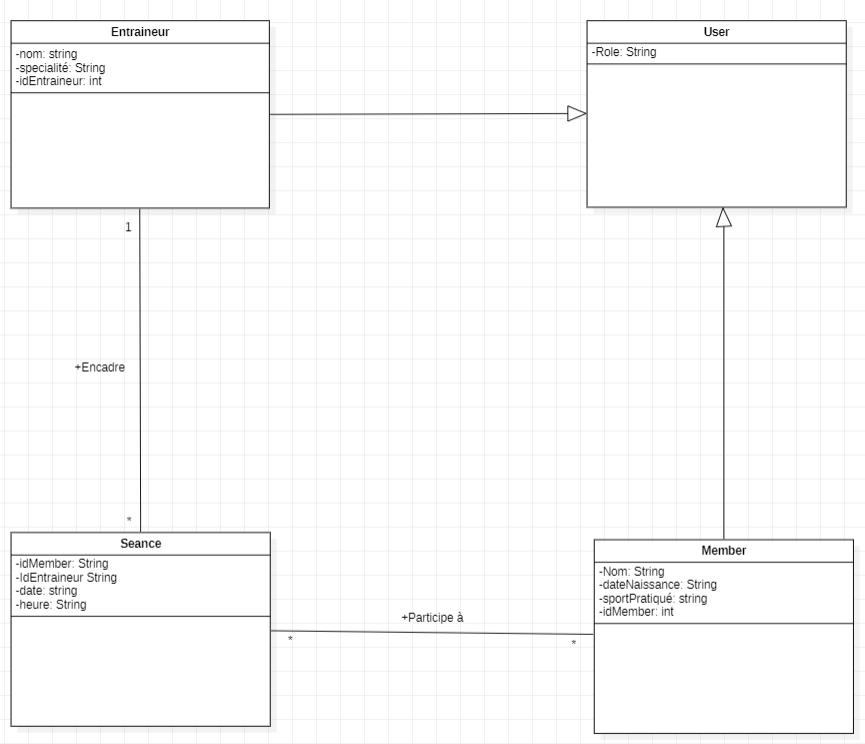 Entraineur
-nom: string
-specialité: String
-idEntraineur: int
User
-Role: String
1
+Encadre
*
Seance
-idMember: String
-IdEntraineur String
-date: string
-heure: String
+Participe à
*
*
Member
-Nom: String
-dateNaissance: String
-sportPratiqué: string
-idMember: int